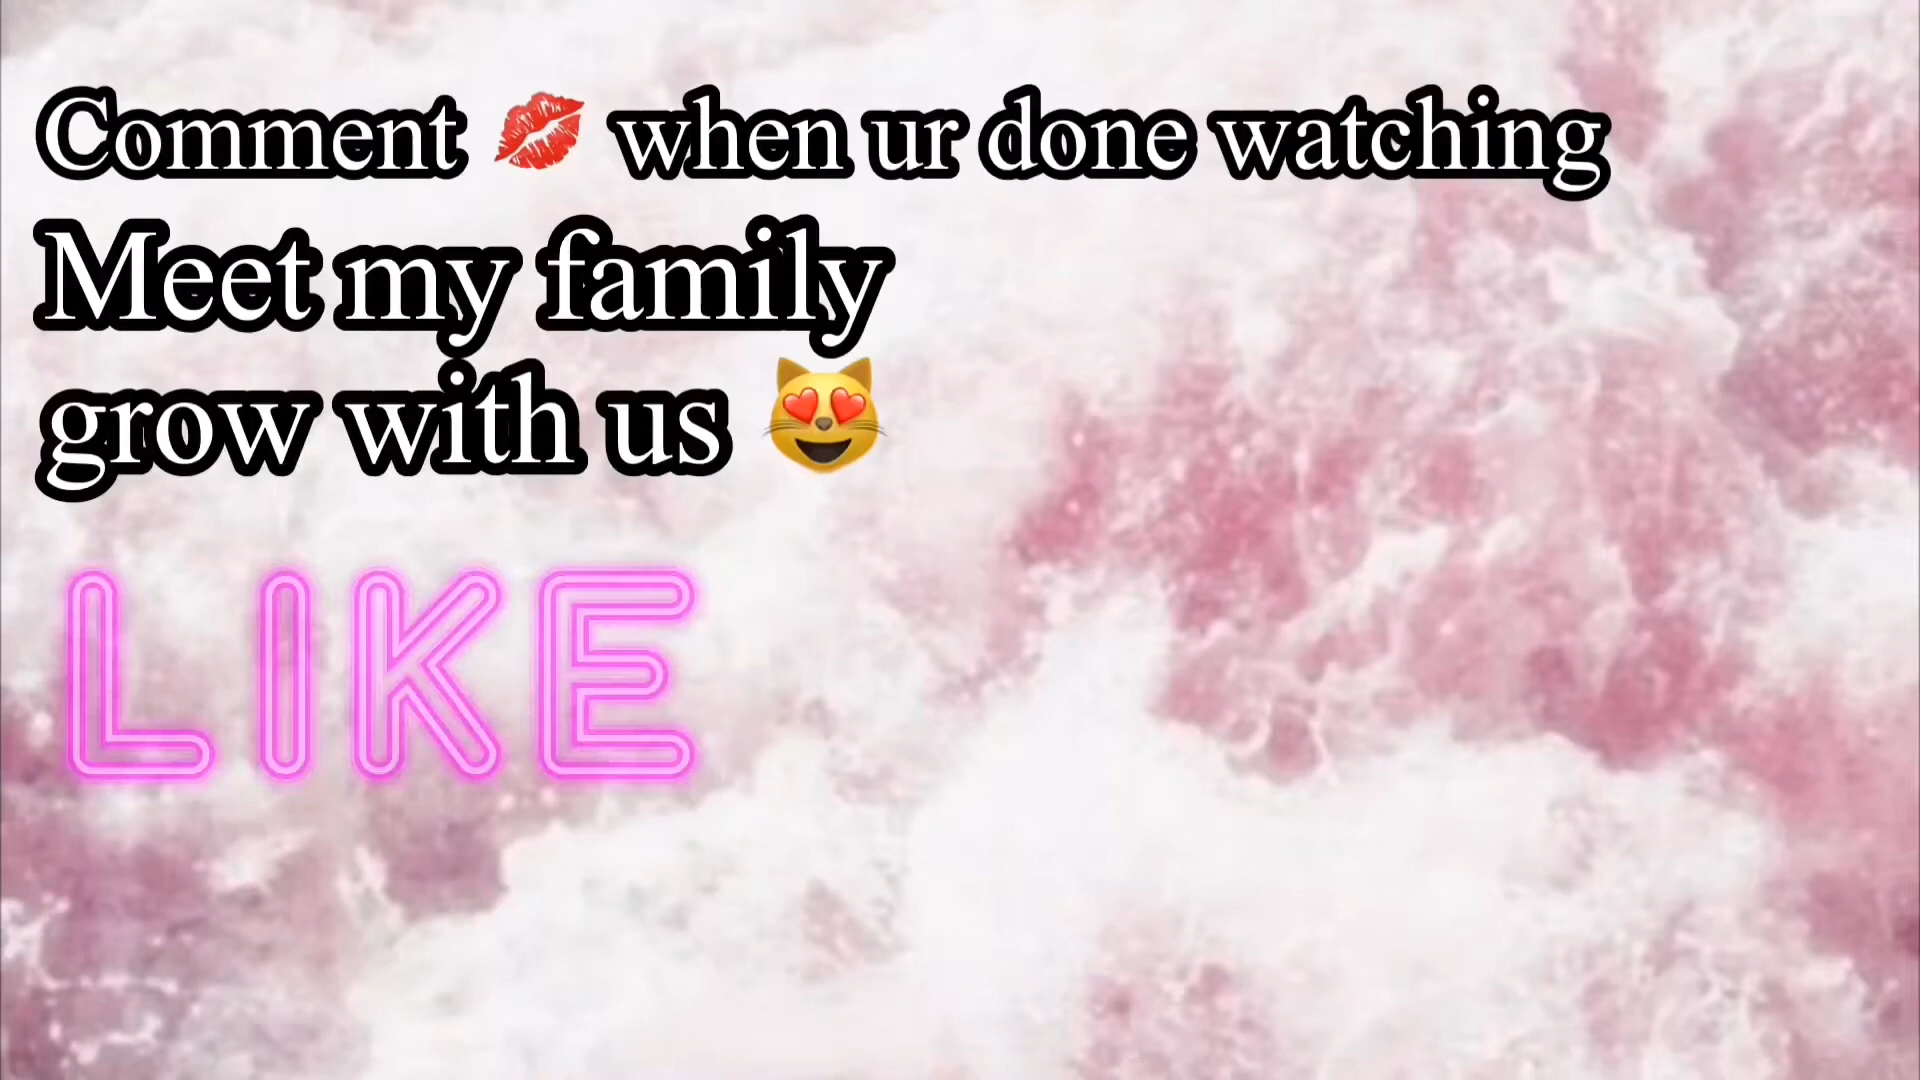 Comment 💋 when ur done watching
Meet my family
grow with us 😻
LIKE